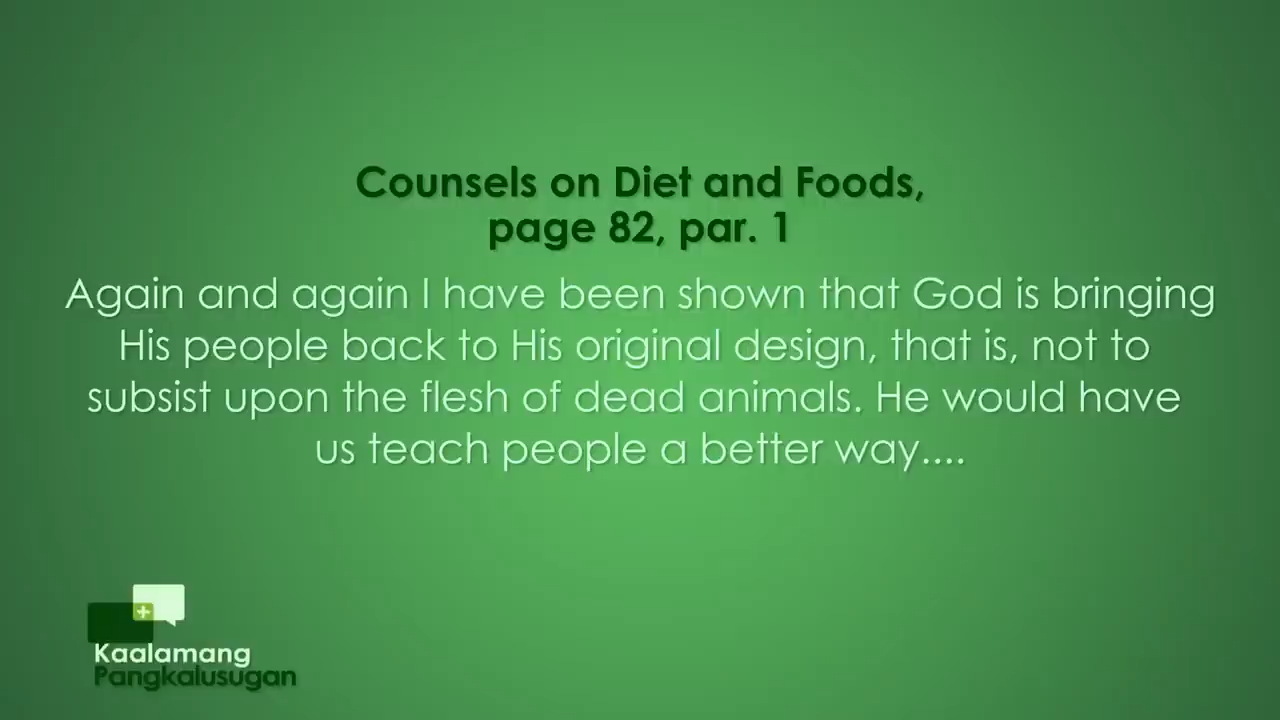 Counsels on Diet and Foods,
page 82, par. 1
Again and again I have been shown that God is bringing
His people back to His original design, that is, not to
subsist upon the flesh of dead animals. He would have
us teach people a better way....
Kaalamang
Pangkalusugan